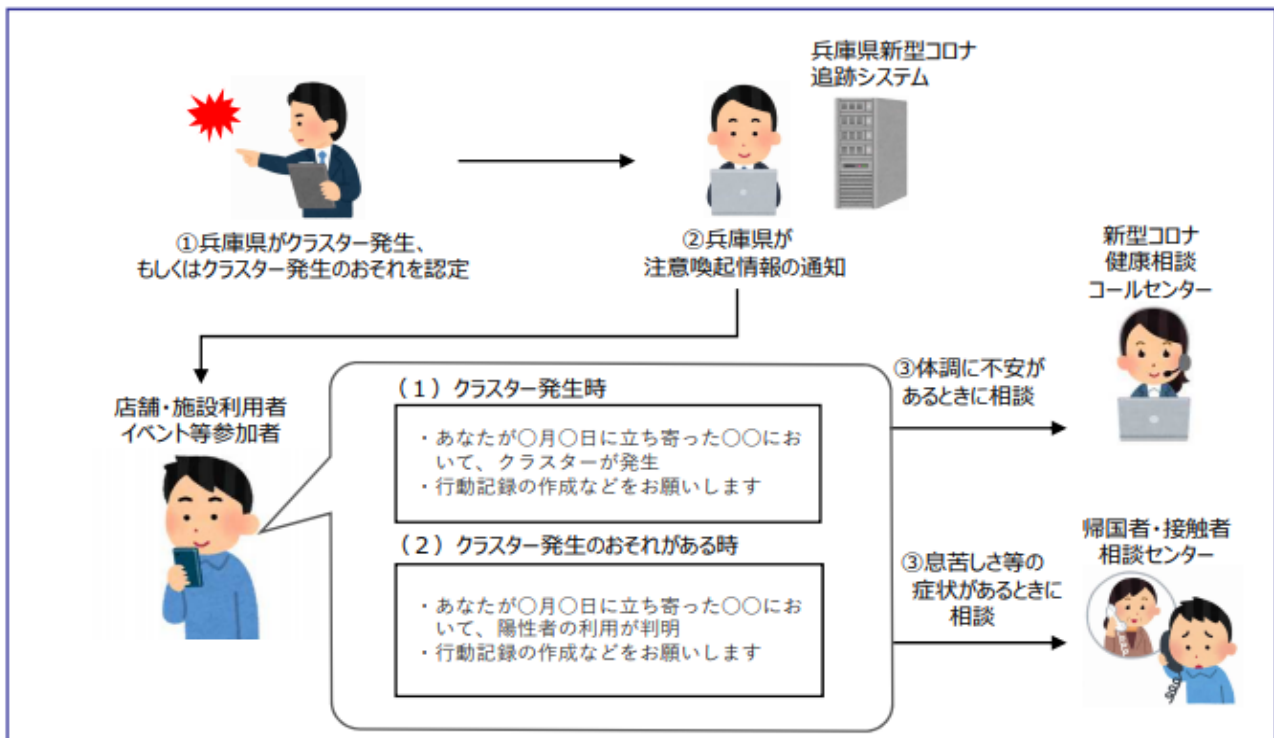 兵庫県新型コロナ
追跡システム
①兵庫県がクラスター発生、
もしくはクラスター発生のおそれを認定
②兵庫県が
注意喚起情報の通知
新型コロナ
健康相談
コールセンター
店舗・施設利用者
イベント等参加者
（１）クラスター発生時
・あなたが〇月〇日に立ち寄った〇〇にお
いて、クラスターが発生
・行動記録の作成などをお願いします
（２）クラスター発生のおそれがある時
・あなたが〇月〇日に立ち寄った〇〇にお
いて、陽性者の利用が判明
・行動記録の作成などをお願いします
③体調に不安が
あるときに相談
③息苦しさ等の
症状があるときに
相談
帰国者・接触者
相談センター